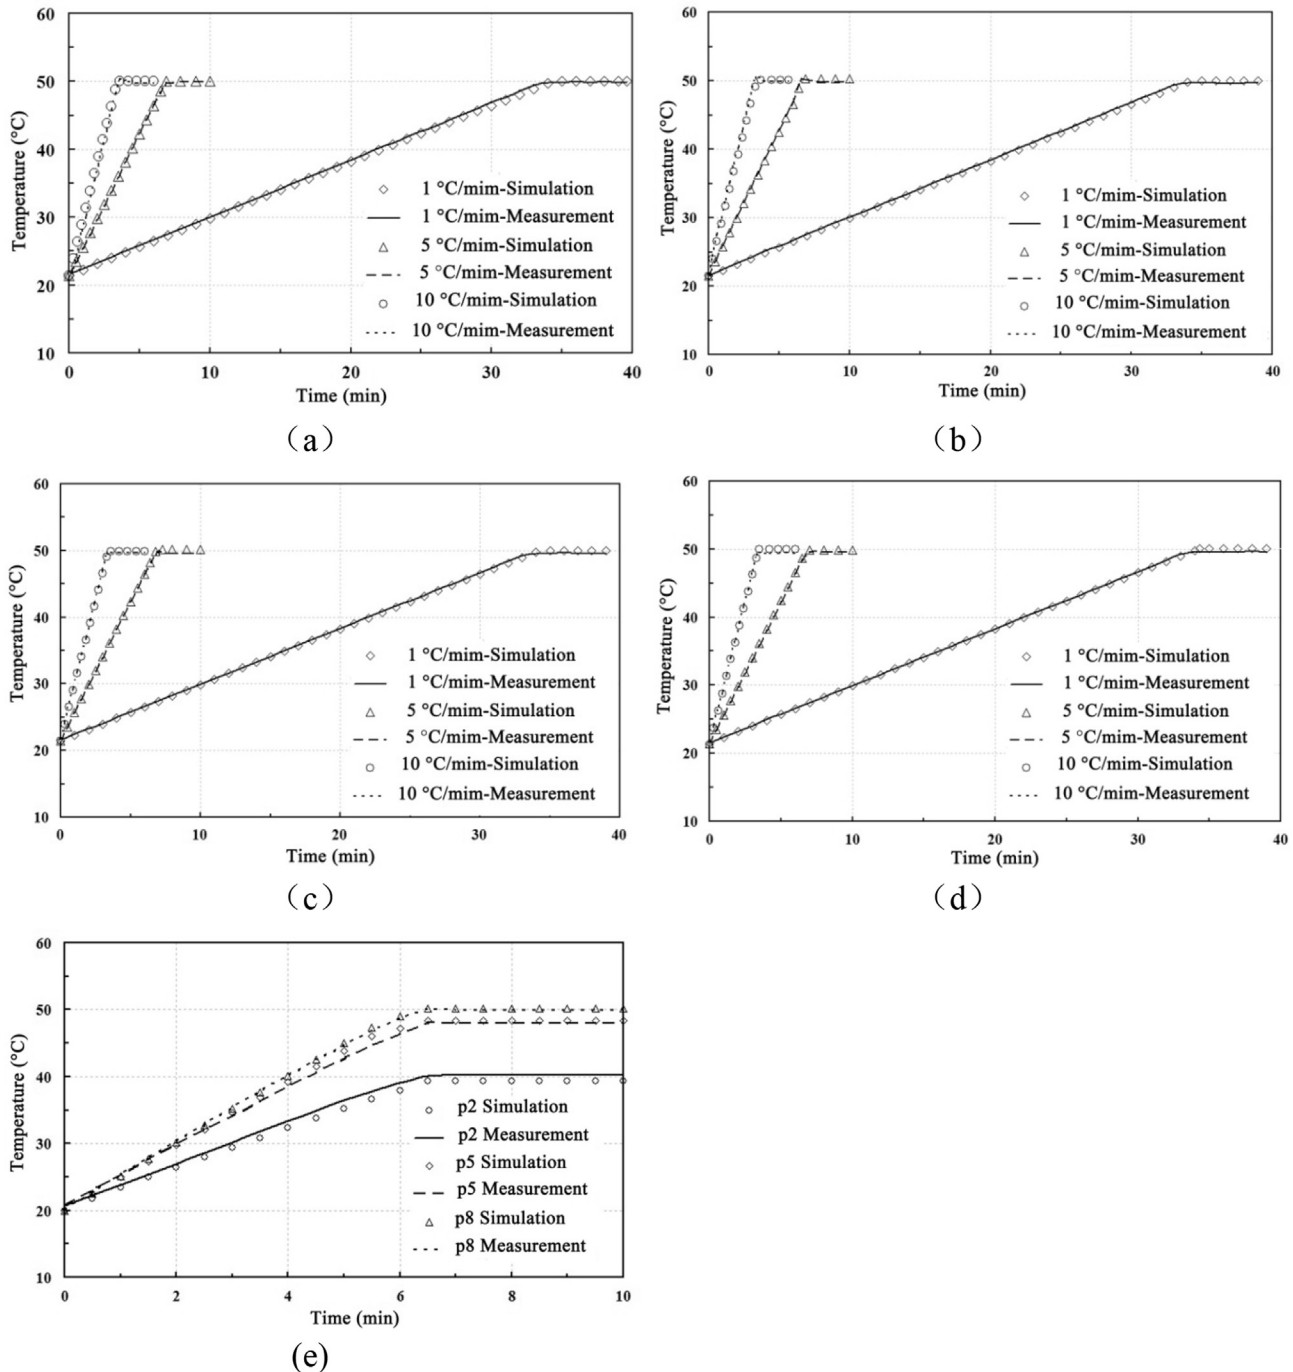 60
50
40
30
20
10
Temperature (°C)
1 °C/mim-Simulation
1 °C/mim-Measurement
5 °C/mim-Simulation
5 °C/mim-Measurement
10 °C/mim-Simulation
10 °C/mim-Measurement
0 10 20 30 40
Time (min)
（a）
60
50
40
30
20
10
Temperature (°C)
1 °C/mim-Simulation
1 °C/mim-Measurement
5 °C/mim-Simulation
5 °C/mim-Measurement
10 °C/mim-Simulation
10 °C/mim-Measurement
0 10 20 30 40
Time (min)
（b）
60
50
40
30
20
10
Temperature (°C)
1 °C/mim-Simulation
1 °C/mim-Measurement
5 °C/mim-Simulation
5 °C/mim-Measurement
10 °C/mim-Simulation
10 °C/mim-Measurement
0 10 20 30 40
Time (min)
（c）
60
50
40
30
20
10
Temperature (°C)
1 °C/mim-Simulation
1 °C/mim-Measurement
5 °C/mim-Simulation
5 °C/mim-Measurement
10 °C/mim-Simulation
10 °C/mim-Measurement
0 10 20 30 40
Time (min)
（d）
60
50
40
30
20
10
Temperature (°C)
p2 Simulation
p2 Measurement
p5 Simulation
p5 Measurement
p8 Simulation
p8 Measurement
0 2 4 6 8 10
Time (min)
(e)